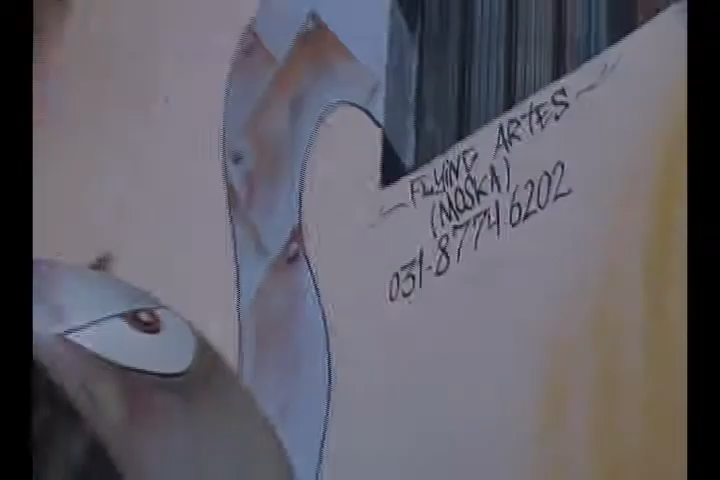 — FLYING ARTES —
(MOSKA)
031-8774.6202